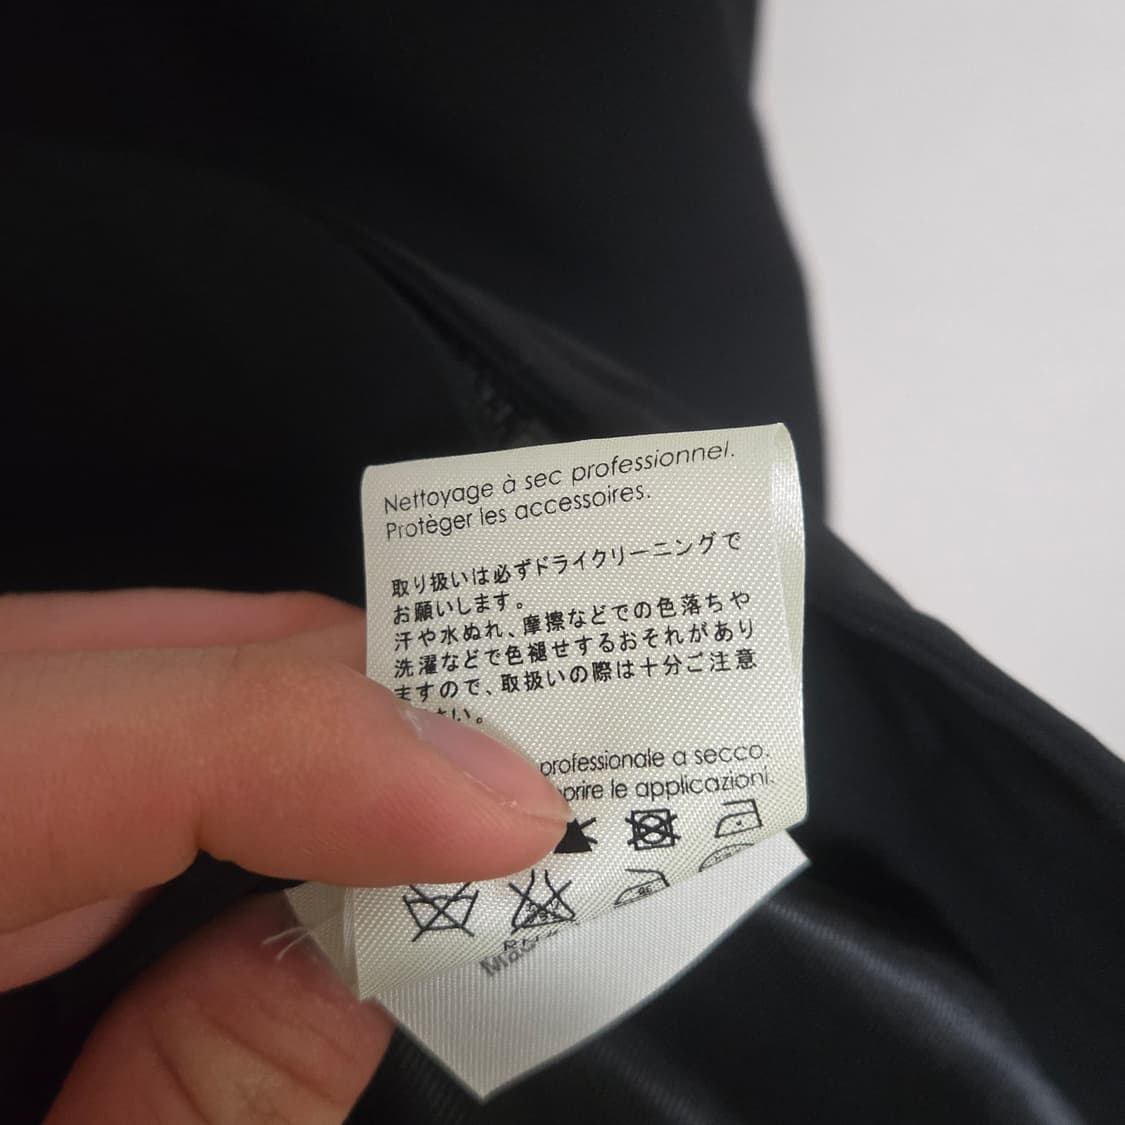 Nettoyage à sec professionnel.
Protèger les accessoires.
取り扱いは必ずドライクリーニングで
お願いします。
汗や水ぬれ、摩擦などでの色落ちや
洗濯などで色褪せするおそれがあり
ますので、取扱いの際は十分ご注意
さい。
professionale a secco.
le applicazioni.